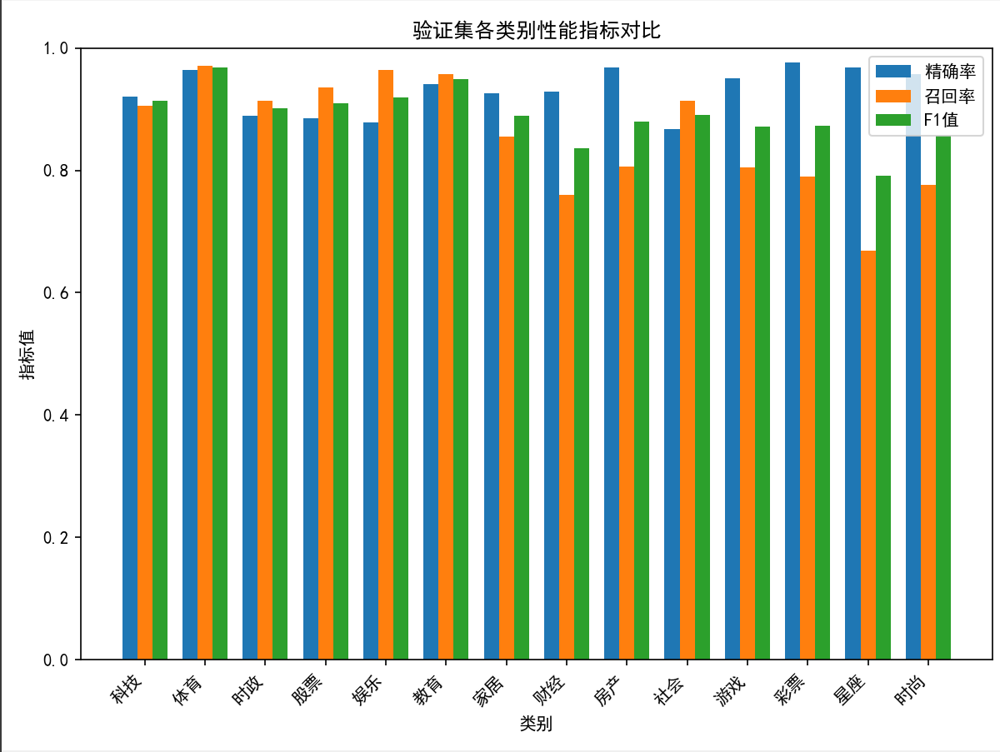 验证集各类别性能指标对比
1.0
0.8
0.6
0.4
0.2
0.0
指标值
精确率
召回率
F1值
科技
体育
时政
股票
娱乐
教育
家居
财经
房产
社会
游戏
彩票
星座
时尚
类别